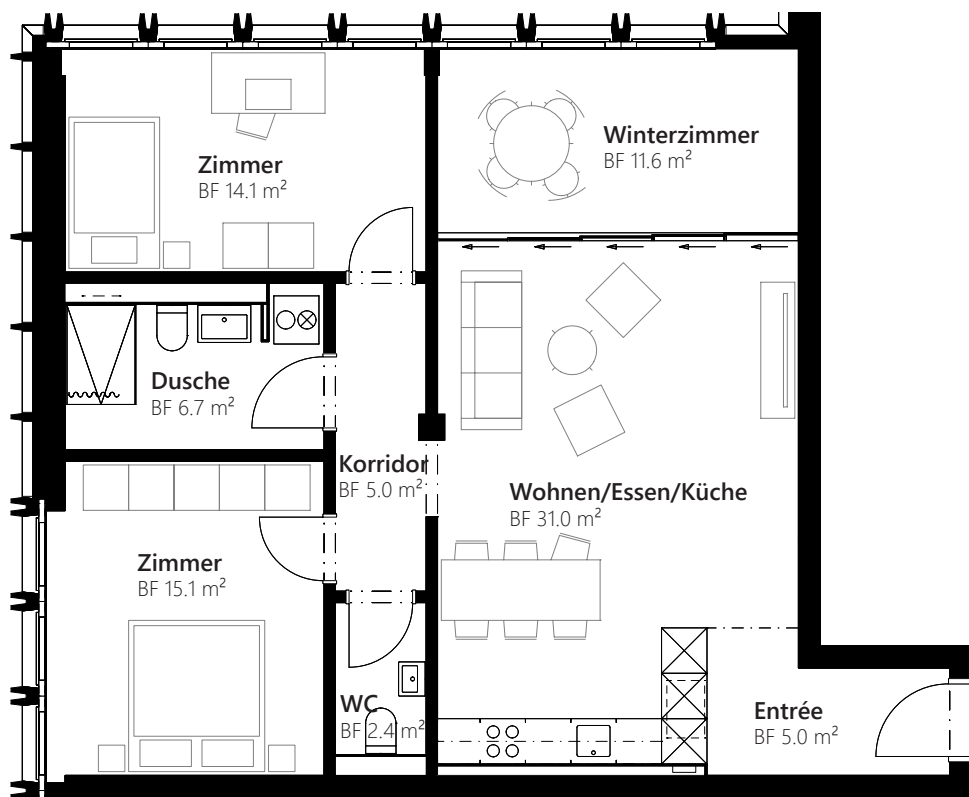 Zimmer
BF 14.1 m²
Winterzimmer
BF 11.6 m²
Dusche
BF 6.7 m²
Korridor
BF 5.0 m²
Wohnen/Essen/Küche
BF 31.0 m²
Zimmer
BF 15.1 m²
WC
BF 2.4 m²
Entrée
BF 5.0 m²